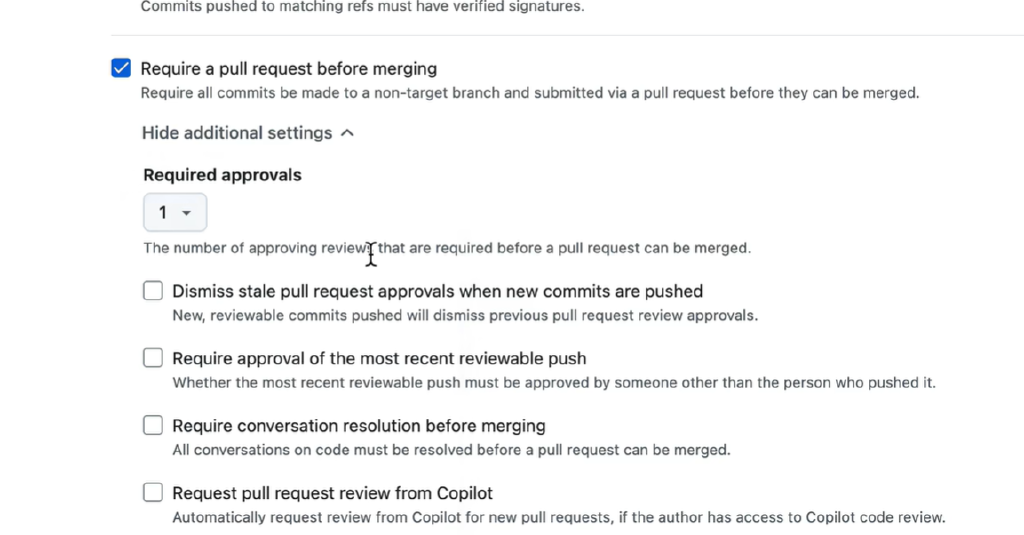 Commits pushed to matching refs must have verified signatures.
Require a pull request before merging
Require all commits be made to a non-target branch and submitted via a pull request before they can be merged.
Hide additional settings
Required approvals
1
The number of approving reviews that are required before a pull request can be merged.
Dismiss stale pull request approvals when new commits are pushed
New, reviewable commits pushed will dismiss previous pull request review approvals.
Require approval of the most recent reviewable push
Whether the most recent reviewable push must be approved by someone other than the person who pushed it.
Require conversation resolution before merging
All conversations on code must be resolved before a pull request can be merged.
Request pull request review from Copilot
Automatically request review from Copilot for new pull requests, if the author has access to Copilot code review.